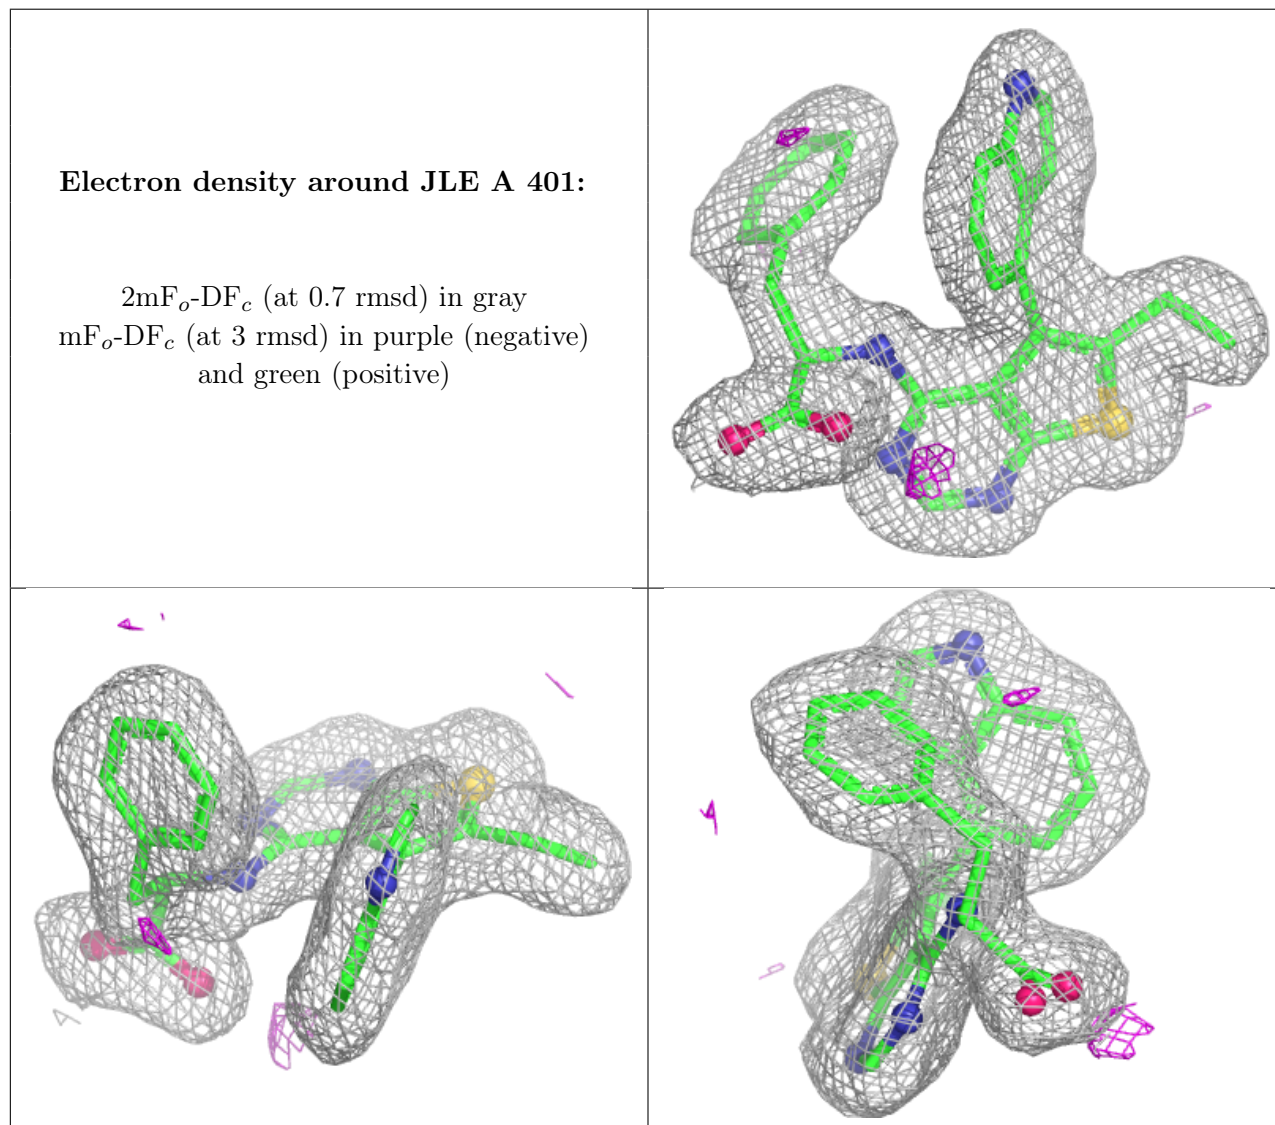 Electron density around JLE A 401:
2mFo-DFc (at 0.7 rmsd) in gray
mFo-DFc (at 3 rmsd) in purple (negative)
and green (positive)